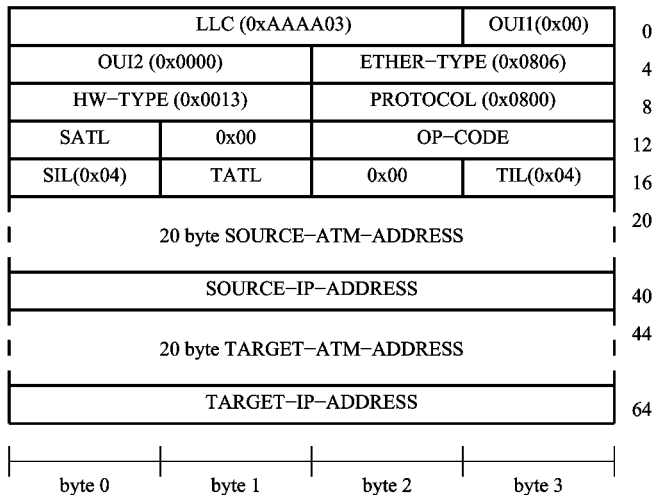 LLC (0xAAAA03) OUI1(0x00) 0
OUI2 (0x0000) ETHER−TYPE (0x0806) 4
HW−TYPE (0x0013) PROTOCOL (0x0800) 8
SATL 0x00 OP−CODE 12
SIL(0x04) TATL 0x00 TIL(0x04) 16
20
20 byte SOURCE−ATM−ADDRESS
SOURCE−IP−ADDRESS 40
44
20 byte TARGET−ATM−ADDRESS
TARGET−IP−ADDRESS 64
byte 0 byte 1 byte 2 byte 3